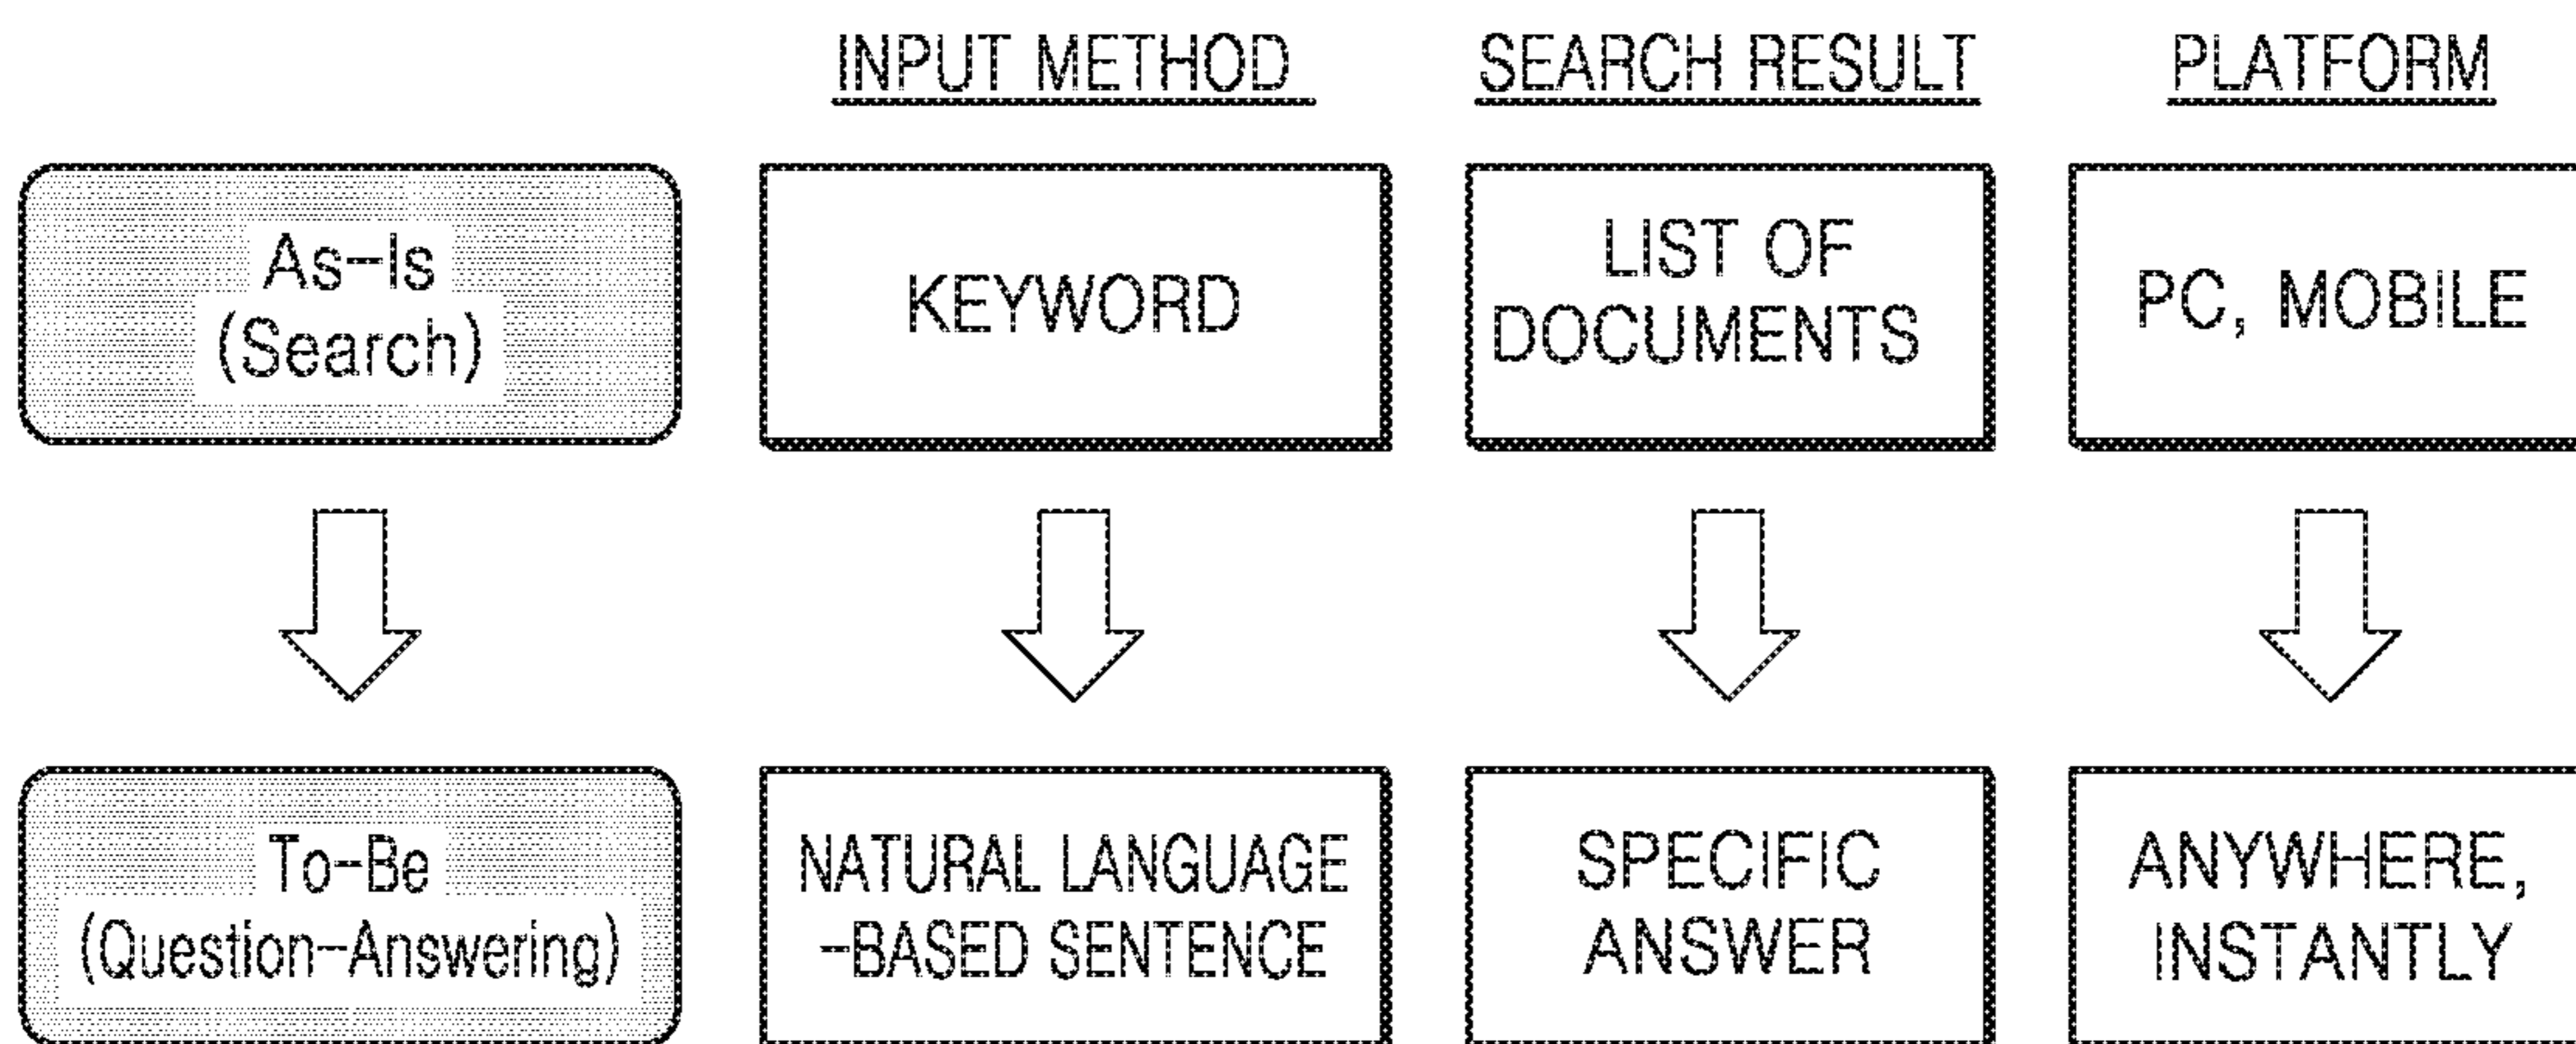 INPUT METHOD
SEARCH RESULT
PLATFORM
As-Is
(Search)
KEYWORD
LIST OF
DOCUMENTS
PC, MOBILE
To-Be
(Question-Answering)
NATURAL LANGUAGE
-BASED SENTENCE
SPECIFIC
ANSWER
ANYWHERE,
INSTANTLY